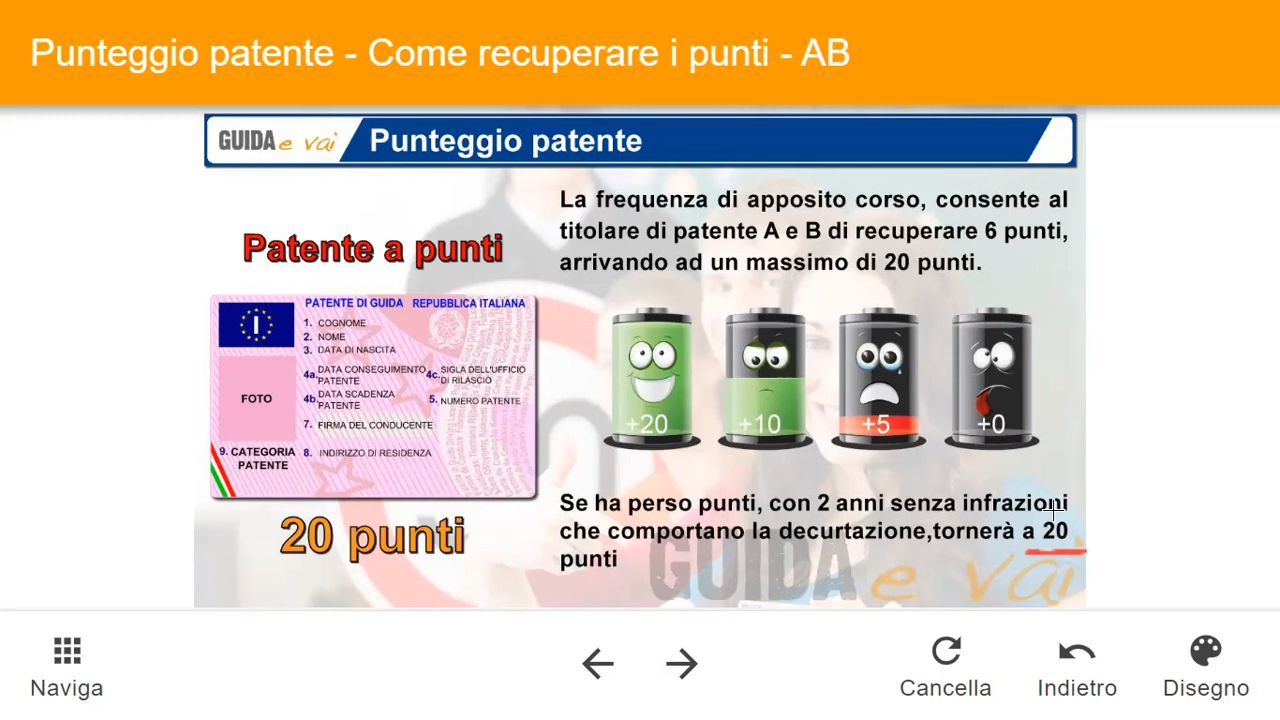 Punteggio patente - Come recuperare i punti - AB
GUIDA e vai
Punteggio patente
Patente a punti
PATENTE DI GUIDA REPUBBLICA ITALIANA
I
1. COGNOME
2. NOME
3. DATA DI NASCITA
4a. DATA CONSEGUIMENTO PATENTE
4c. SIGLA DELL'UFFICIO DI RILASCIO
4b. DATA SCADENZA PATENTE
5. NUMERO PATENTE
FOTO
7. FIRMA DEL CONDUCENTE
9. CATEGORIA PATENTE
8. INDIRIZZO DI RESIDENZA
20 punti
La frequenza di apposito corso, consente al
titolare di patente A e B di recuperare 6 punti,
arrivando ad un massimo di 20 punti.
+20 +10 +5 +0
Se ha perso punti, con 2 anni senza infrazioni
che comportano la decurtazione,tornerà a 20
punti
GUIDA e vai
Naviga
Cancella
Indietro
Disegno